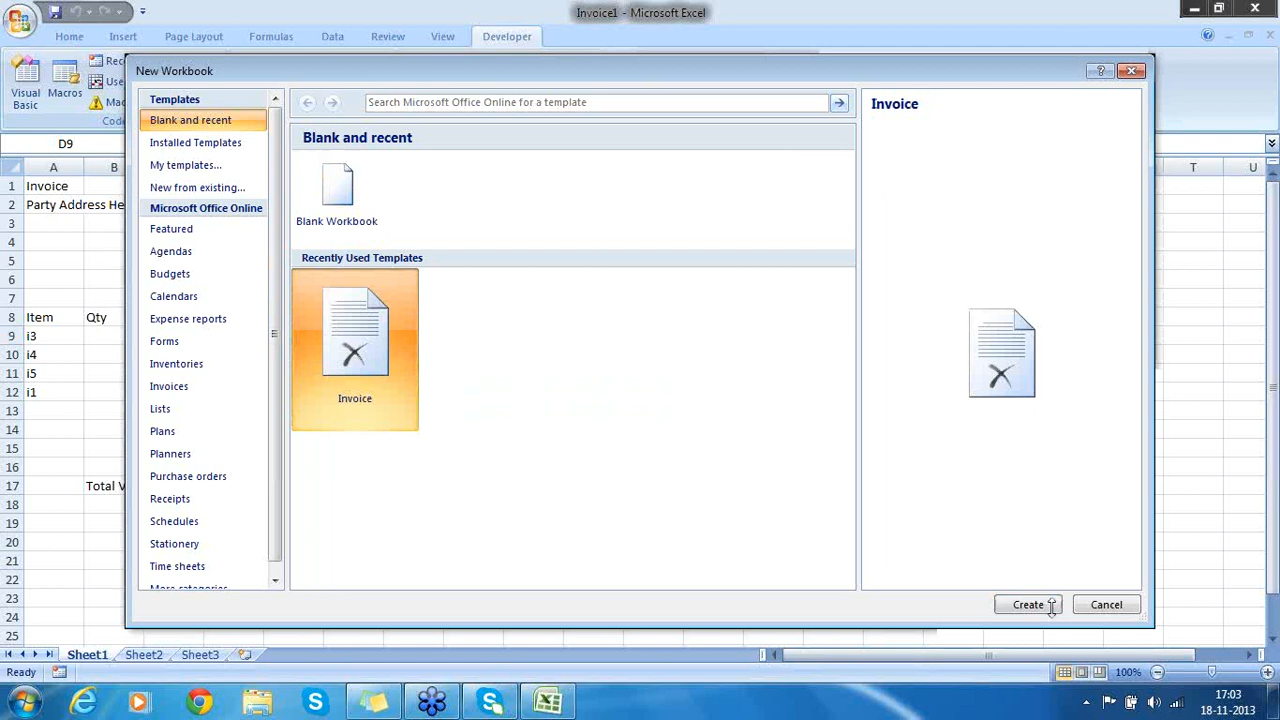 Invoice1 - Microsoft Excel
Home Insert Page Layout Formulas Data Review View Developer
Visual Basic
Macros
Code
New Workbook
Templates
Blank and recent
Installed Templates
My templates...
New from existing...
Microsoft Office Online
Featured
Agendas
Budgets
Calendars
Expense reports
Forms
Inventories
Invoices
Lists
Plans
Planners
Purchase orders
Receipts
Schedules
Stationery
Time sheets
More categories
Search Microsoft Office Online for a template
Blank and recent
Blank Workbook
Recently Used Templates
Invoice
Invoice
Create Cancel
D9
A B T U
1 Invoice
2 Party Address He
3
4
5
6
7
8 Item Qty
9 i3
10 i4
11 i5
12 i1
13
14
15
16
17 Total V
18
19
20
21
22
23
24
25
Sheet1 Sheet2 Sheet3
Ready
100%
17:03
18-11-2013